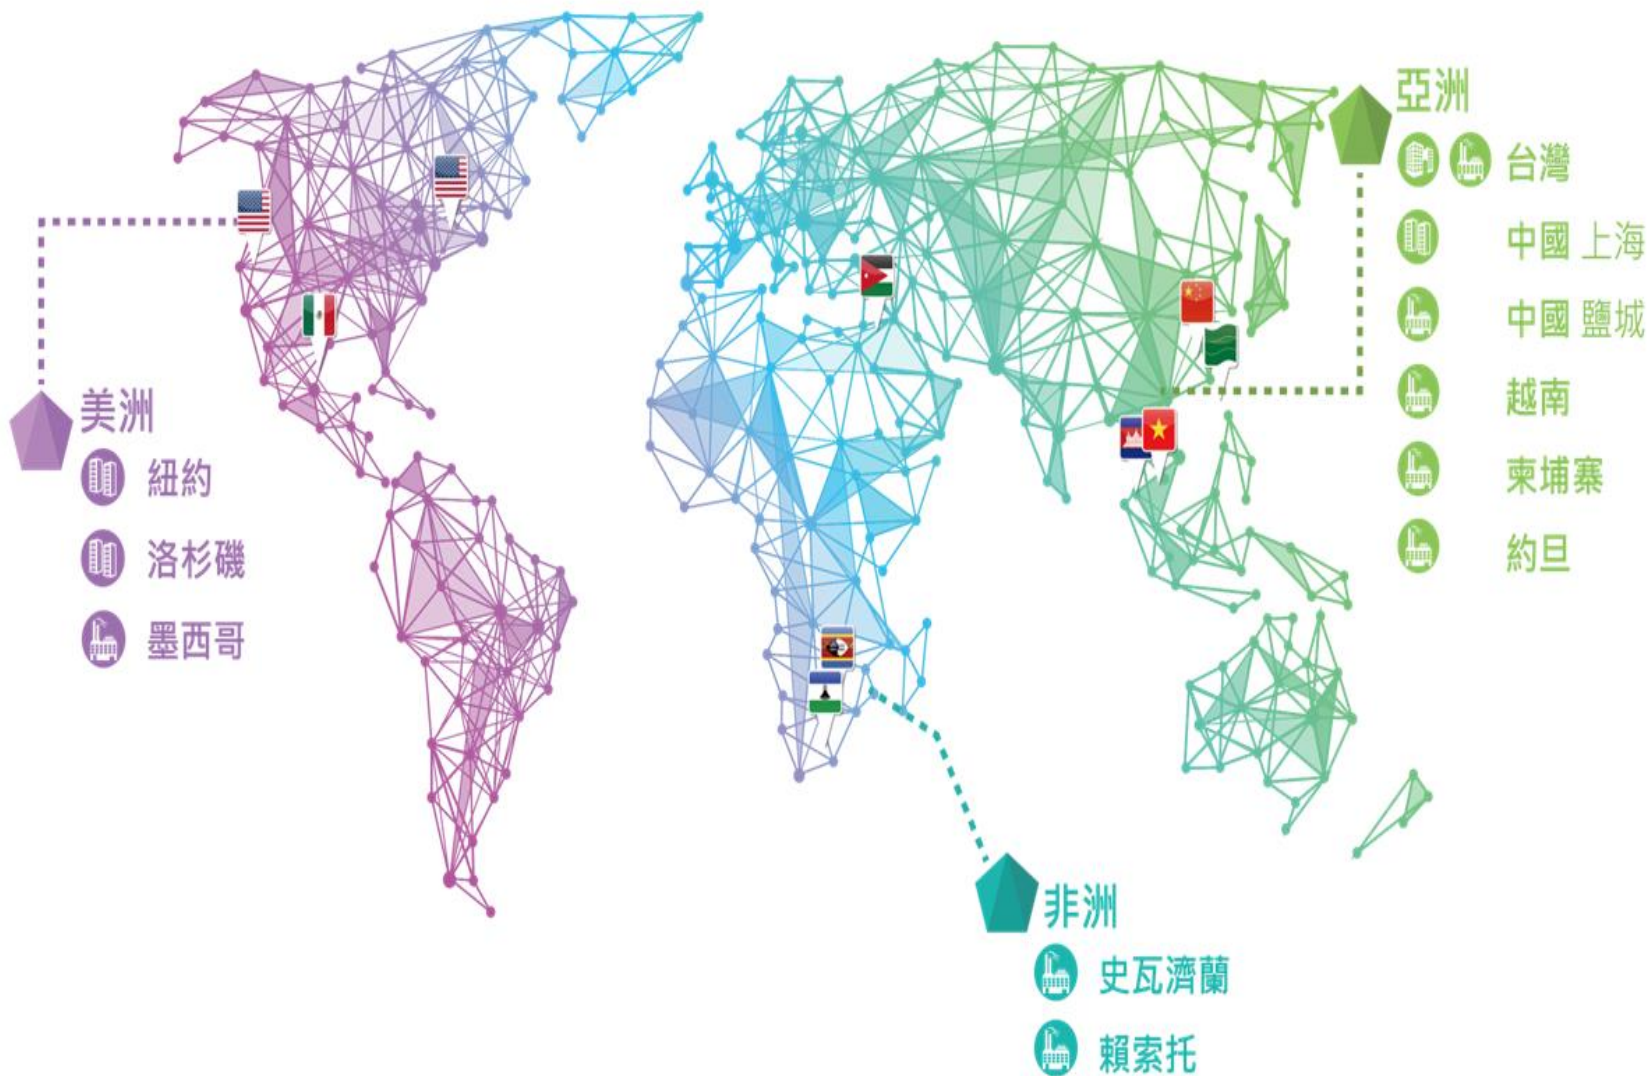 美洲
紐約
洛杉磯
墨西哥
亞洲
台灣
中國 上海
中國 鹽城
越南
柬埔寨
約旦
非洲
史瓦濟蘭
賴索托